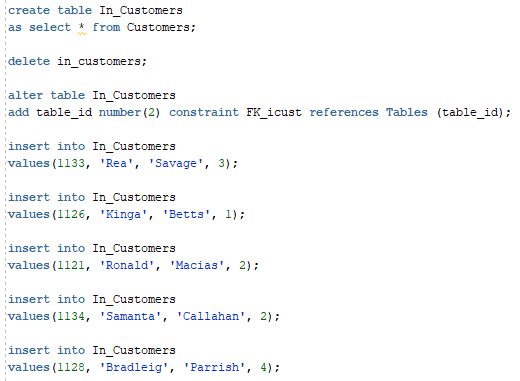 create table In_Customers
as select * from Customers;
delete in_customers;
alter table In_Customers
add table_id number(2) constraint FK_icust references Tables (table_id);
insert into In_Customers
values(1133, 'Rea', 'Savage', 3);
insert into In_Customers
values(1126, 'Kinga', 'Betts', 1);
insert into In_Customers
values(1121, 'Ronald', 'Macias', 2);
insert into In_Customers
values(1134, 'Samanta', 'Callahan', 2);
insert into In_Customers
values(1128, 'Bradleig', 'Parrish', 4);